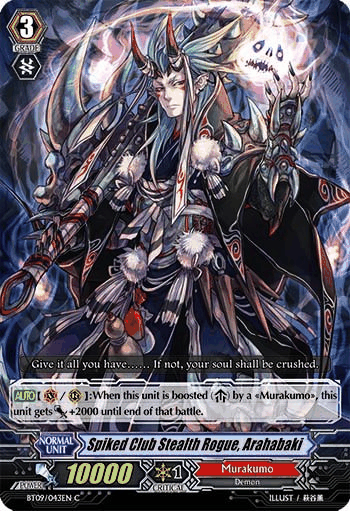 3
GRADE
Give it all you have…… If not, your soul shall be crushed.
AUTO [ / ]:When this unit is boosted ( ) by a «Murakumo», this
unit gets +2000 until end of that battle.
NORMAL
UNIT
Spiked Club Stealth Rogue, Arahabaki
POWER
10000
1
CRITICAL
Murakumo
Demon
BT09/043EN C
ILLUST / 萩谷薫